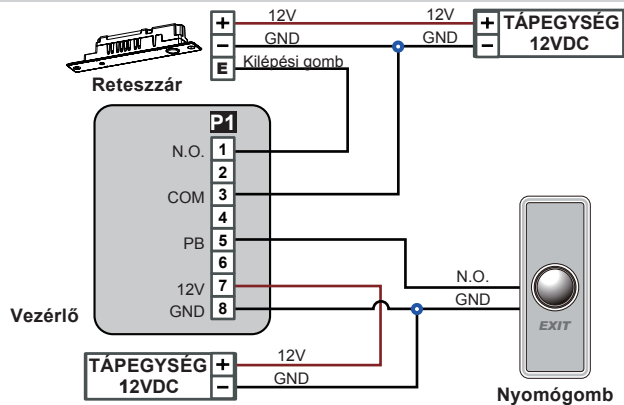 + 12V 12V + TÁPEGYSÉG
− GND GND − 12VDC
E Kilépési gomb
Reteszzár
P1
N.O. 1
2
COM 3
4
PB 5
6
12V 7
GND 8
Vezérlő
N.O.
GND
EXIT
TÁPEGYSÉG + 12V
12VDC − GND
Nyomógomb